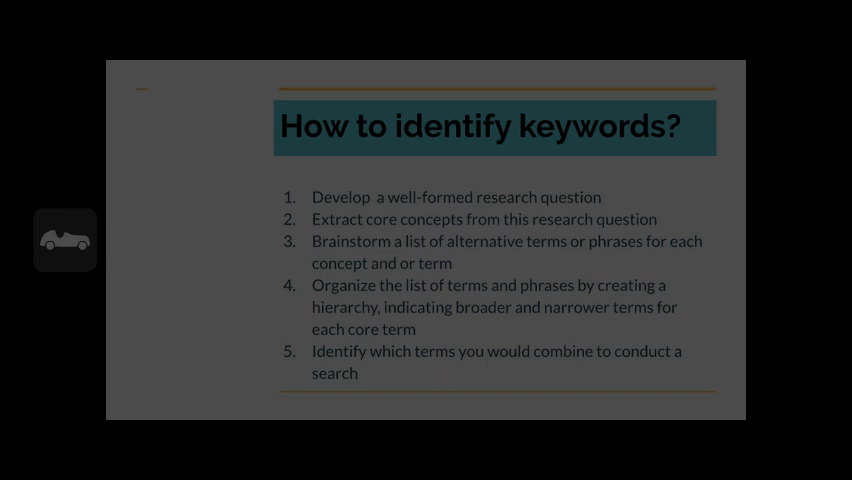 How to identify keywords?
1. Develop a well-formed research question
2. Extract core concepts from this research question
3. Brainstorm a list of alternative terms or phrases for each
concept and or term
4. Organize the list of terms and phrases by creating a
hierarchy, indicating broader and narrower terms for
each core term
5. Identify which terms you would combine to conduct a
search